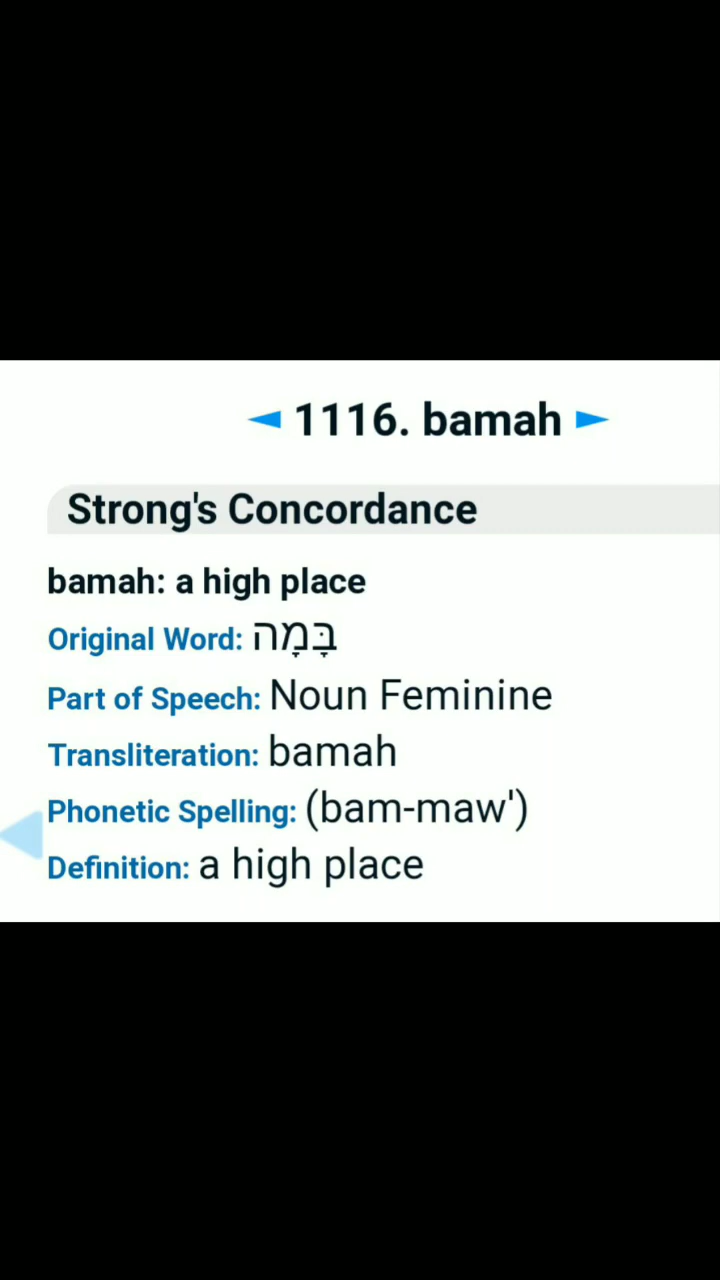 1116. bamah
Strong's Concordance
bamah: a high place
Original Word: בָּמָה
Part of Speech: Noun Feminine
Transliteration: bamah
Phonetic Spelling: (bam-maw')
Definition: a high place